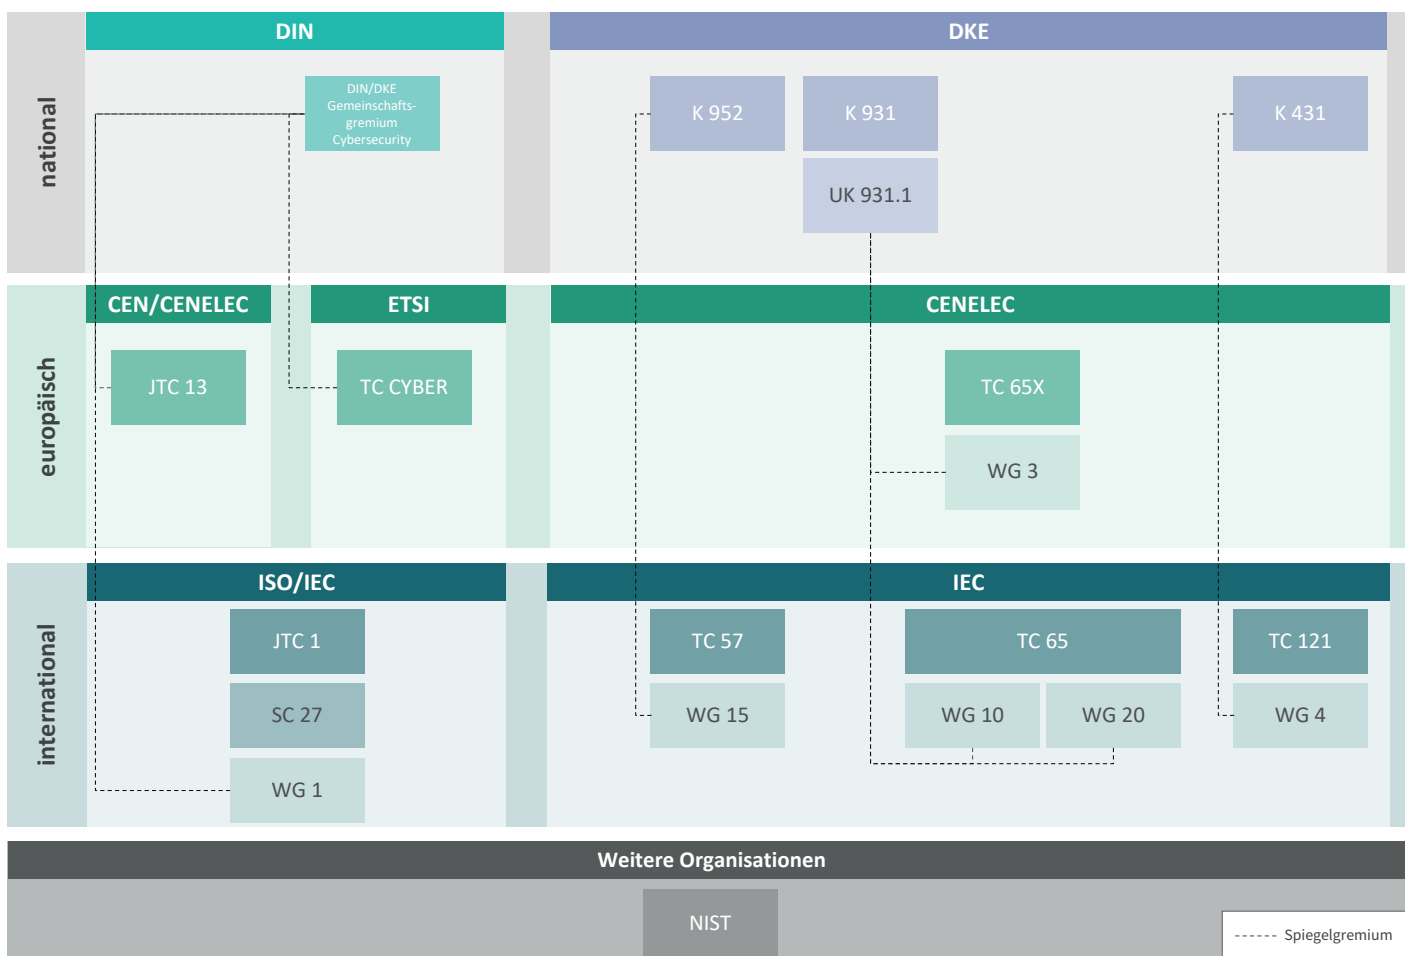 DIN
DKE
national
DIN/DKE
Gemeinschafts-
gremium
Cybersecurity
K 952
K 931
K 431
UK 931.1
CEN/CENELEC
ETSI
CENELEC
europäisch
JTC 13
TC CYBER
TC 65X
WG 3
ISO/IEC
IEC
international
JTC 1
TC 57
TC 65
TC 121
SC 27
WG 15
WG 10
WG 20
WG 4
WG 1
Weitere Organisationen
NIST
Spiegelgremium